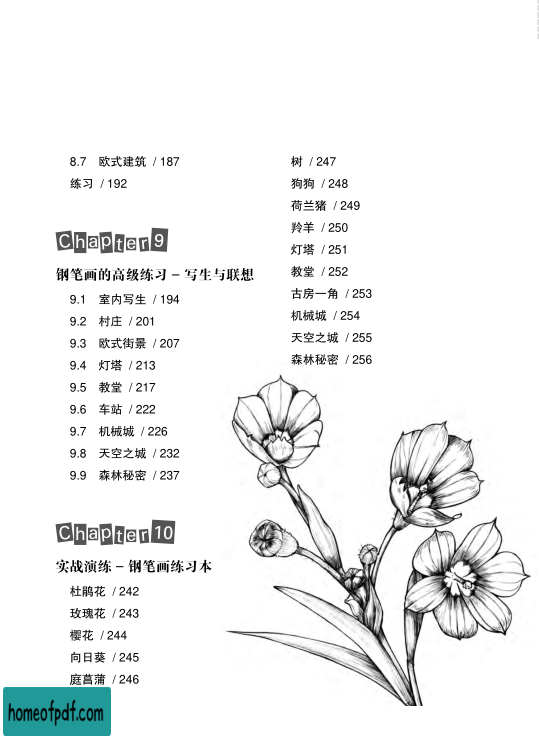 8.7 欧式建筑 / 187
练习 / 192
Chapter 9
钢笔画的高级练习 – 写生与联想
9.1 室内写生 / 194
9.2 村庄 / 201
9.3 欧式街景 / 207
9.4 灯塔 / 213
9.5 教堂 / 217
9.6 车站 / 222
9.7 机械城 / 226
9.8 天空之城 / 232
9.9 森林秘密 / 237
Chapter 10
实战演练 – 钢笔画练习本
杜鹃花 / 242
玫瑰花 / 243
樱花 / 244
向日葵 / 245
庭菖蒲 / 246
树 / 247
狗狗 / 248
荷兰猪 / 249
羚羊 / 250
灯塔 / 251
教堂 / 252
古房一角 / 253
机械城 / 254
天空之城 / 255
森林秘密 / 256
homeofpdf.com